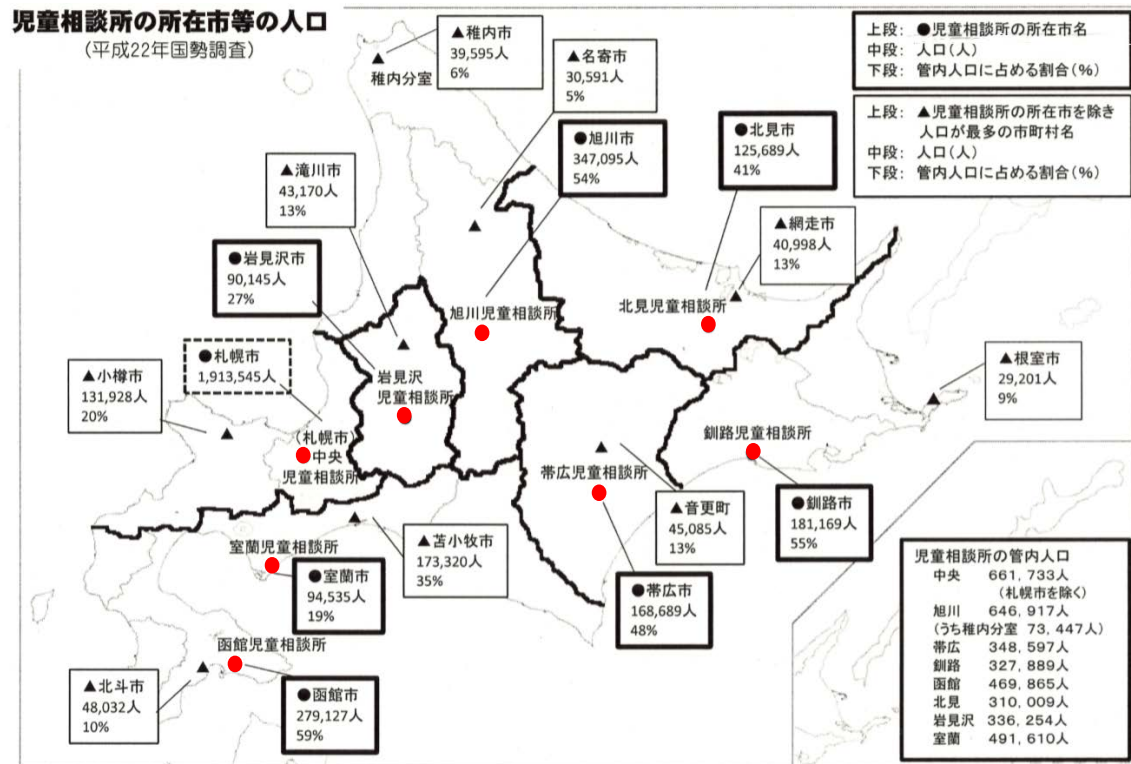 児童相談所の所在市等の人口
(平成22年国勢調査)
上段: ●児童相談所の所在市名
中段: 人口(人)
下段: 管内人口に占める割合(%)
上段: ▲児童相談所の所在市を除き
人口が最多の市町村名
中段: 人口(人)
下段: 管内人口に占める割合(%)
▲稚内市
39,595人
6%
稚内分室
▲名寄市
30,591人
5%
●旭川市
347,095人
54%
●北見市
125,689人
41%
▲滝川市
43,170人
13%
▲網走市
40,998人
13%
●岩見沢市
90,145人
27%
旭川児童相談所
北見児童相談所
●札幌市
1,913,545人
▲小樽市
131,928人
20%
岩見沢
児童相談所
▲根室市
29,201人
9%
(札幌市)
中央
児童相談所
釧路児童相談所
帯広児童相談所
▲音更町
45,085人
13%
●釧路市
181,169人
55%
▲苫小牧市
173,320人
35%
室蘭児童相談所
●室蘭市
94,535人
19%
●帯広市
168,689人
48%
函館児童相談所
▲北斗市
48,032人
10%
●函館市
279,127人
59%
児童相談所の管内人口
中央 661,733人
(札幌市を除く)
旭川 646,917人
(うち稚内分室 73,447人)
帯広 348,597人
釧路 327,889人
函館 469,865人
北見 310,009人
岩見沢 336,254人
室蘭 491,610人